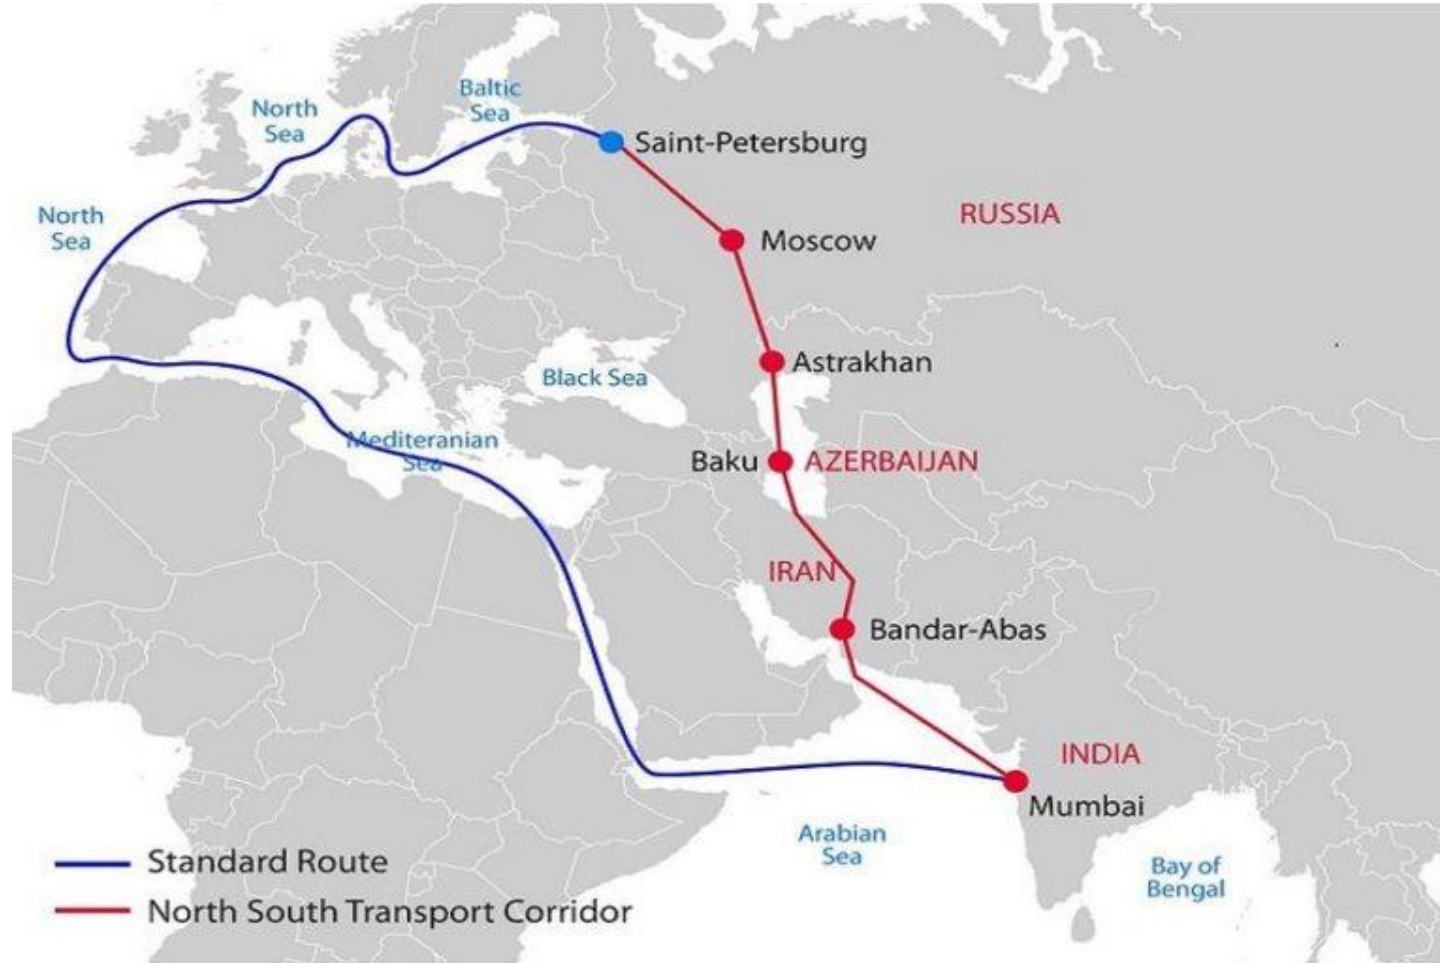 Baltic
Sea
North
Sea
Saint-Petersburg
North
Sea
RUSSIA
Moscow
Astrakhan
Black Sea
Mediteranian
Sea
Baku
AZERBAIJAN
IRAN
Bandar-Abas
INDIA
Mumbai
Arabian
Sea
Bay of
Bengal
Standard Route
North South Transport Corridor